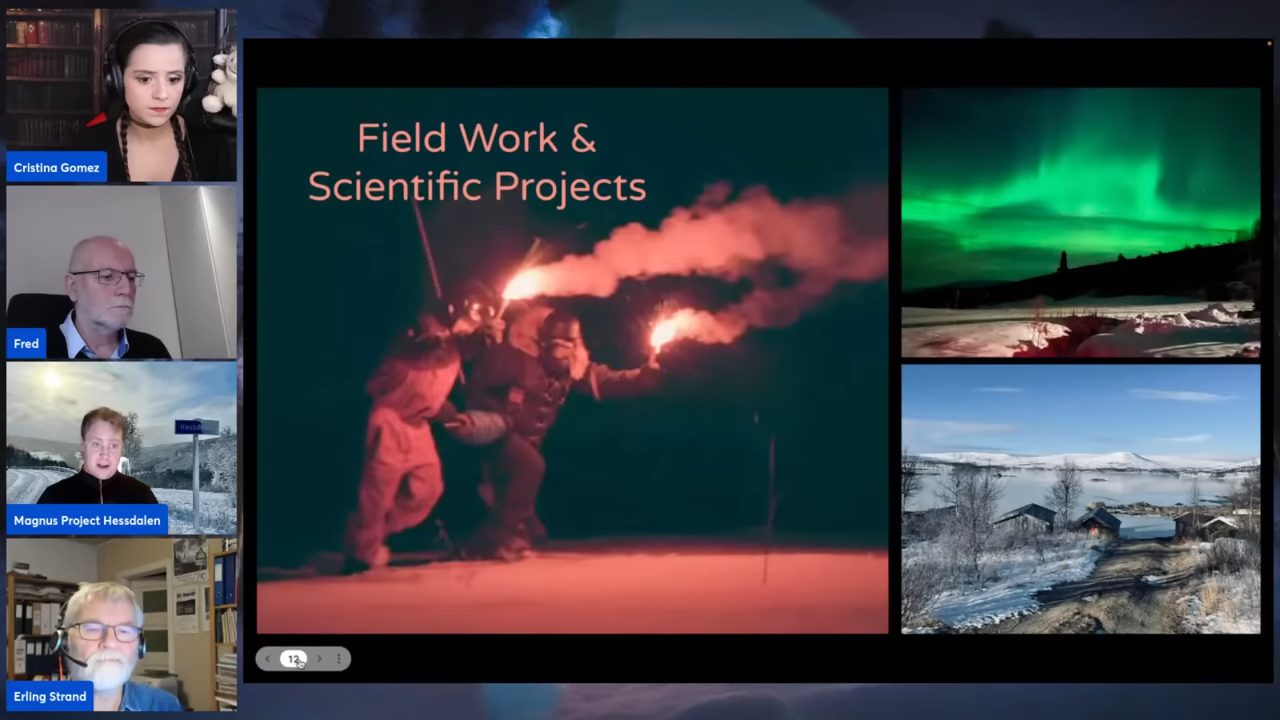 Cristina Gomez
Fred
Magnus Project Hessdalen
Erling Strand
Field Work &
Scientific Projects
12